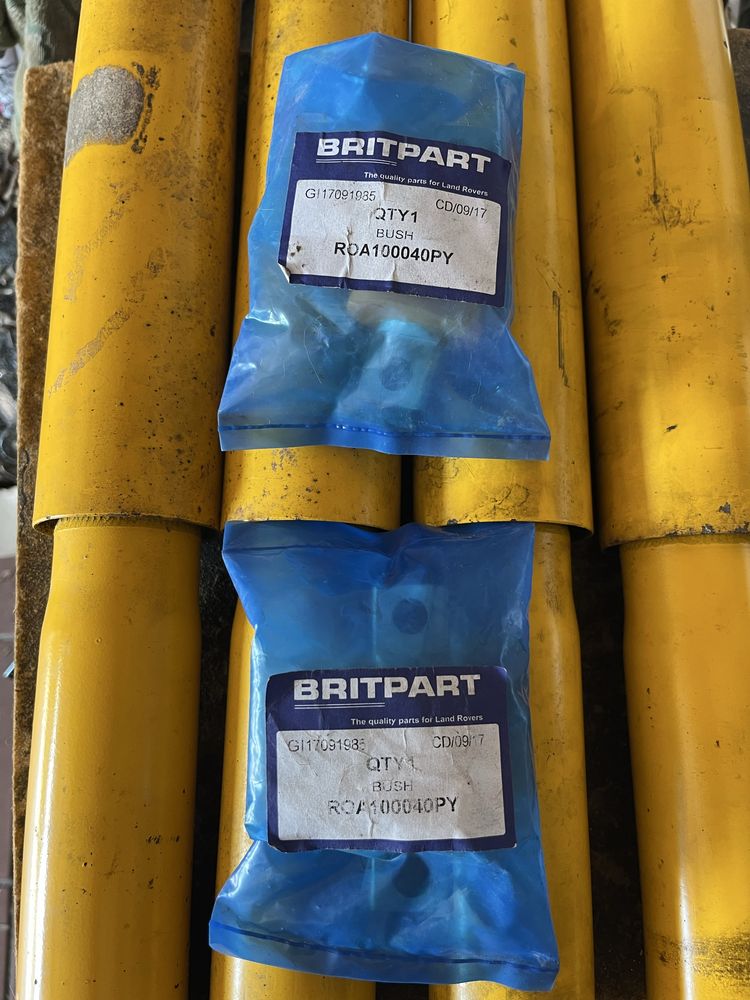 BRITPART
The quality parts for Land Rovers
GI17091985 CD/09/17
QTY1
BUSH
ROA100040PY
BRITPART
The quality parts for Land Rovers
GI17091985 CD/09/17
QTY1
BUSH
ROA100040PY